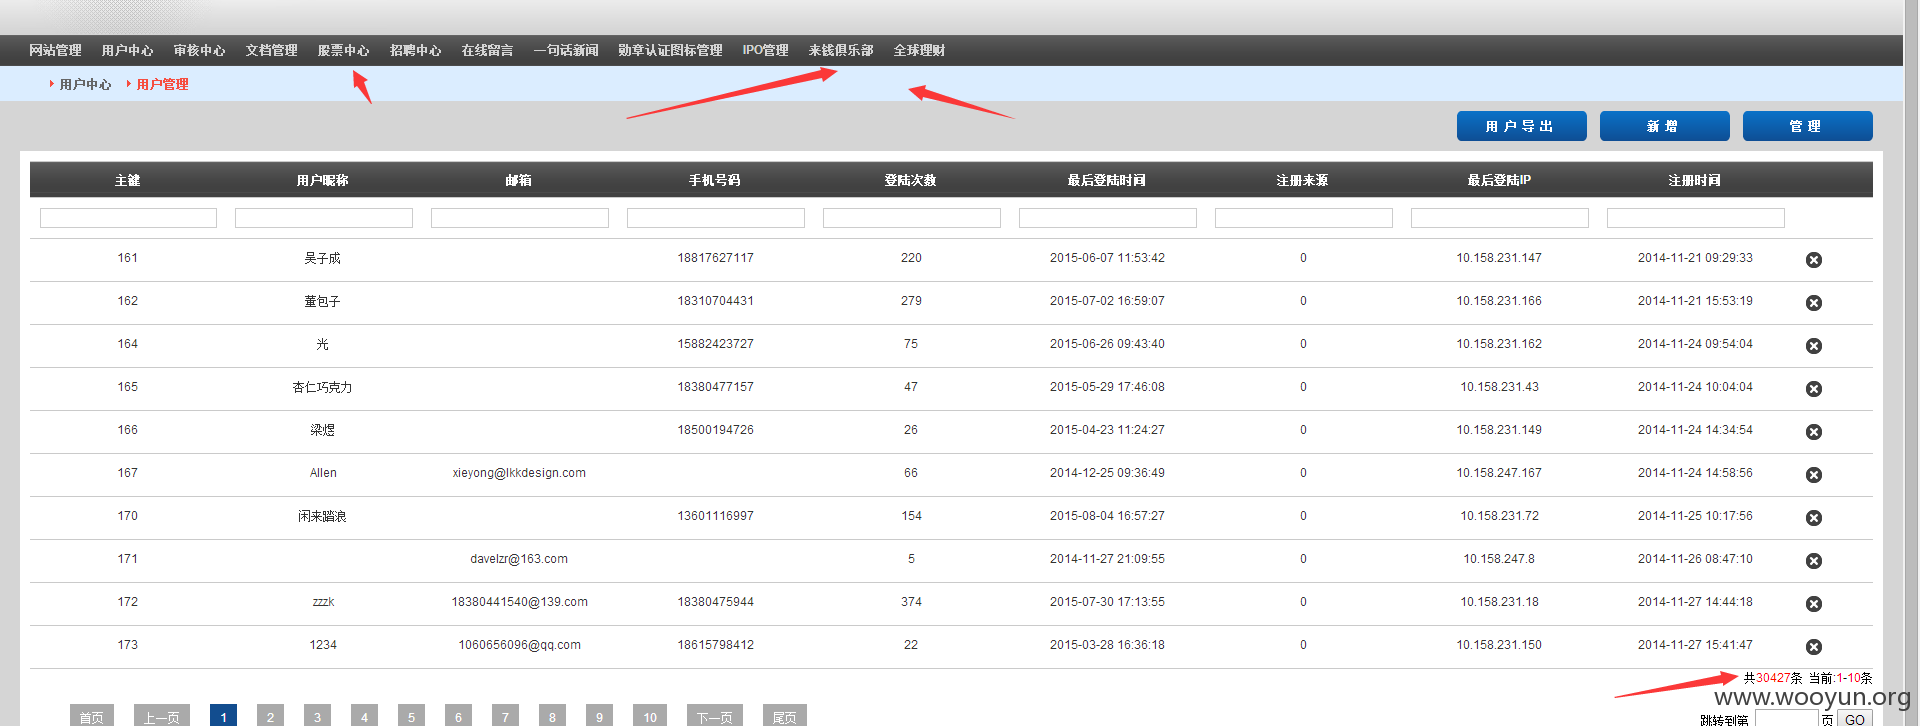 网站管理 用户中心 审核中心 文档管理 股票中心 招聘中心 在线留言 一句话新闻 勋章认证图标管理 IPO管理 来钱俱乐部 全球理财
用户中心 用户管理
用户导出 新增 管理
主键 用户昵称 邮箱 手机号码 登陆次数 最后登陆时间 注册来源 最后登陆IP 注册时间
161 吴子成 18817627117 220 2015-06-07 11:53:42 0 10.158.231.147 2014-11-21 09:29:33
162 董包子 18310704431 279 2015-07-02 16:59:07 0 10.158.231.166 2014-11-21 15:53:19
164 光 15882423727 75 2015-06-26 09:43:40 0 10.158.231.162 2014-11-24 09:54:04
165 杏仁巧克力 18380477157 47 2015-05-29 17:46:08 0 10.158.231.43 2014-11-24 10:04:04
166 梁煜 18500194726 26 2015-04-23 11:24:27 0 10.158.231.149 2014-11-24 14:34:54
167 Allen xieyong@lkkdesign.com 66 2014-12-25 09:36:49 0 10.158.247.167 2014-11-24 14:58:56
170 闲来踏浪 13601116997 154 2015-08-04 16:57:27 0 10.158.231.72 2014-11-25 10:17:56
171 davelzr@163.com 5 2014-11-27 21:09:55 0 10.158.247.8 2014-11-26 08:47:10
172 zzzk 18380441540@139.com 18380475944 374 2015-07-30 17:13:55 0 10.158.231.18 2014-11-27 14:44:18
173 1234 1060656096@qq.com 18615798412 22 2015-03-28 16:36:18 0 10.158.231.150 2014-11-27 15:41:47
共30427条 当前:1-10条
www.wooyun.org
首页 上一页 1 2 3 4 5 6 7 8 9 10 下一页 尾页 跳转到第 页 GO